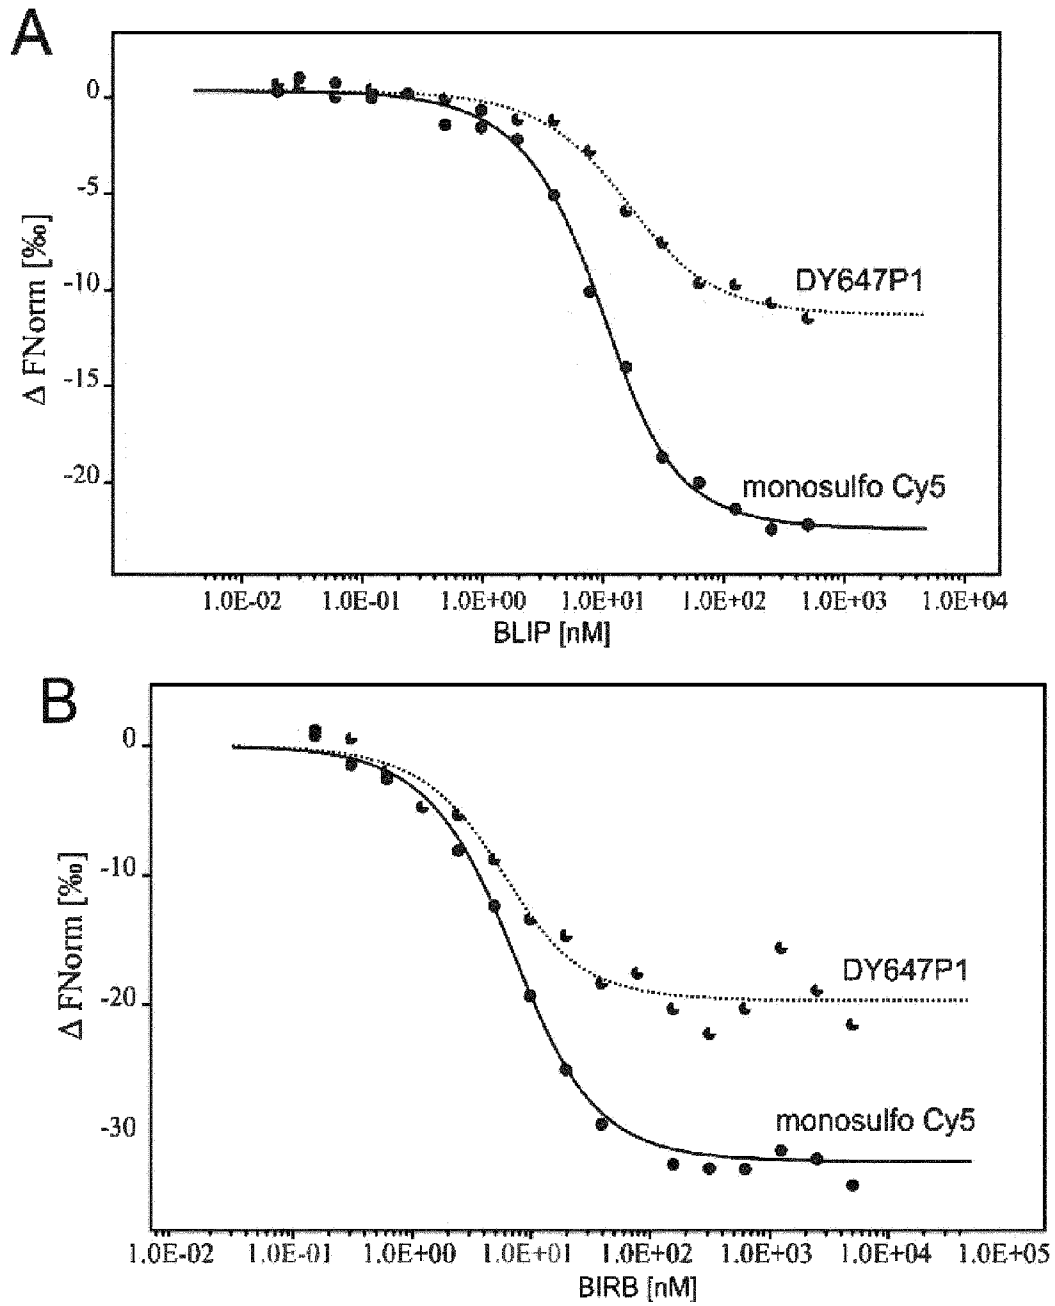 A
0
-5
-10
-15
-20
Δ FNorm [‰]
DY647P1
monosulfo Cy5
1.0E-02 1.0E-01 1.0E+00 1.0E+01 1.0E+02 1.0E+03 1.0E+04
BLIP [nM]
B
0
-10
-20
-30
Δ FNorm [‰]
DY647P1
monosulfo Cy5
1.0E-02 1.0E-01 1.0E+00 1.0E+01 1.0E+02 1.0E+03 1.0E+04 1.0E+05
BIRB [nM]